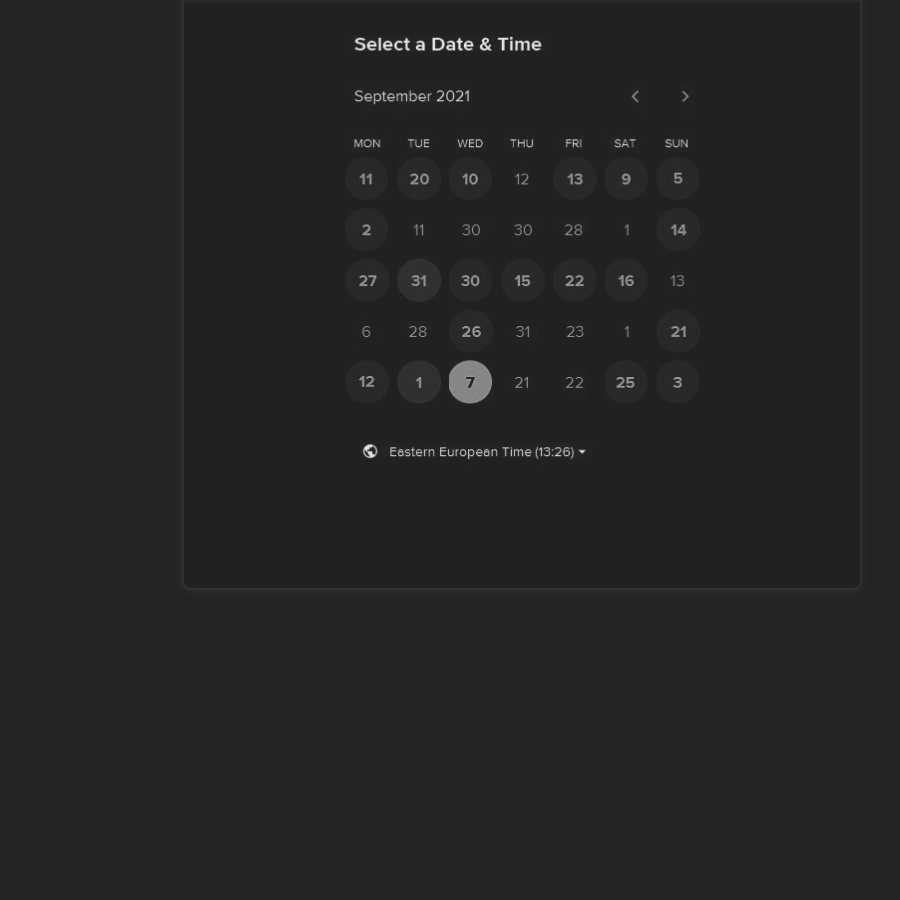 Select a Date & Time
September 2021
MON TUE WED THU FRI SAT SUN
11 20 10 12 13 9 5
2 11 30 30 28 1 14
27 31 30 15 22 16 13
6 28 26 31 23 1 21
12 1 7 21 22 25 3
Eastern European Time (13:26)